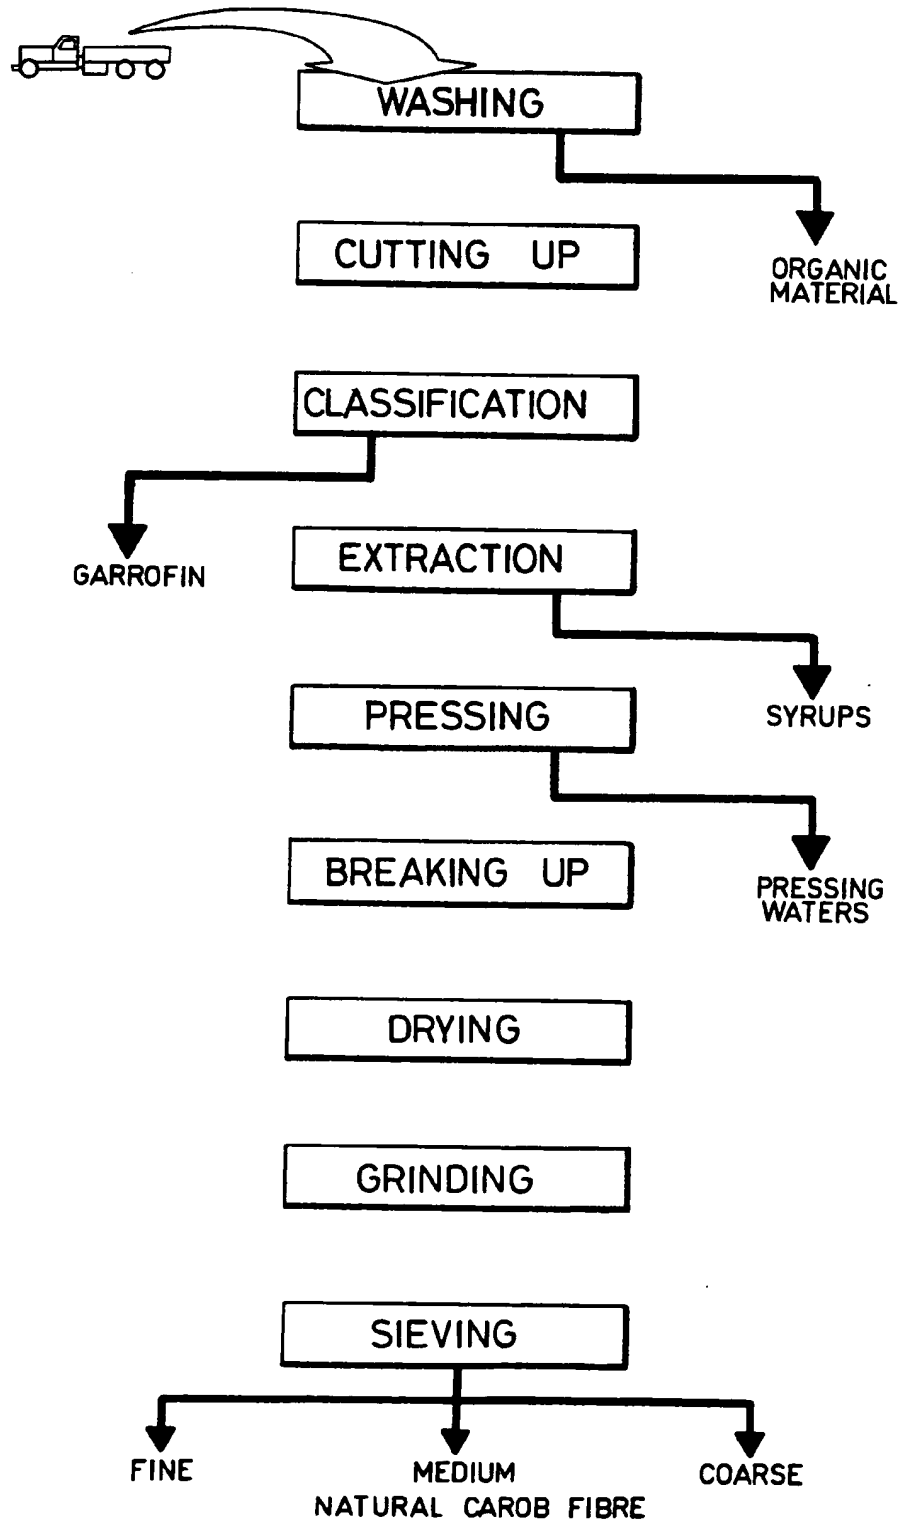 WASHING
ORGANIC
MATERIAL
CUTTING UP
CLASSIFICATION
GARROFIN
EXTRACTION
SYRUPS
PRESSING
PRESSING
WATERS
BREAKING UP
DRYING
GRINDING
SIEVING
FINE
MEDIUM
COARSE
NATURAL CAROB FIBRE